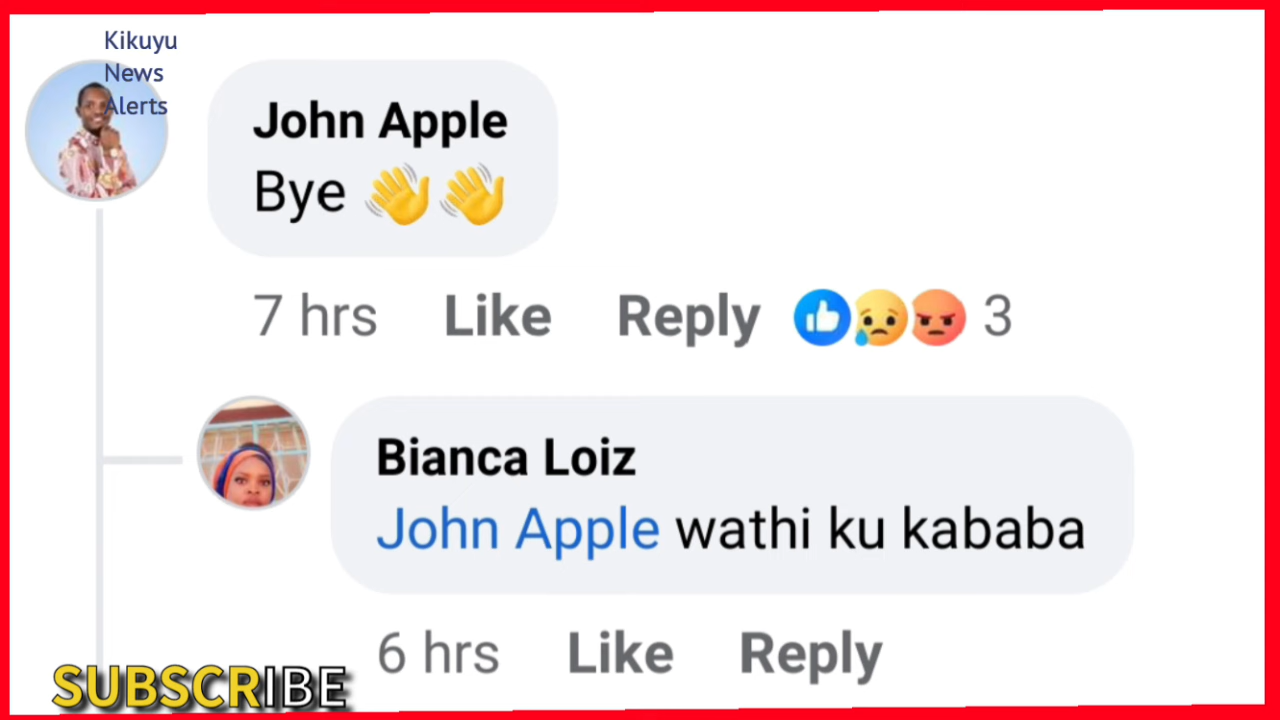 Kikuyu
News
Alerts
John Apple
Bye 👋👋
7 hrs Like Reply 3
Bianca Loiz
John Apple wathi ku kababa
6 hrs Like Reply
SUBSCRIBE